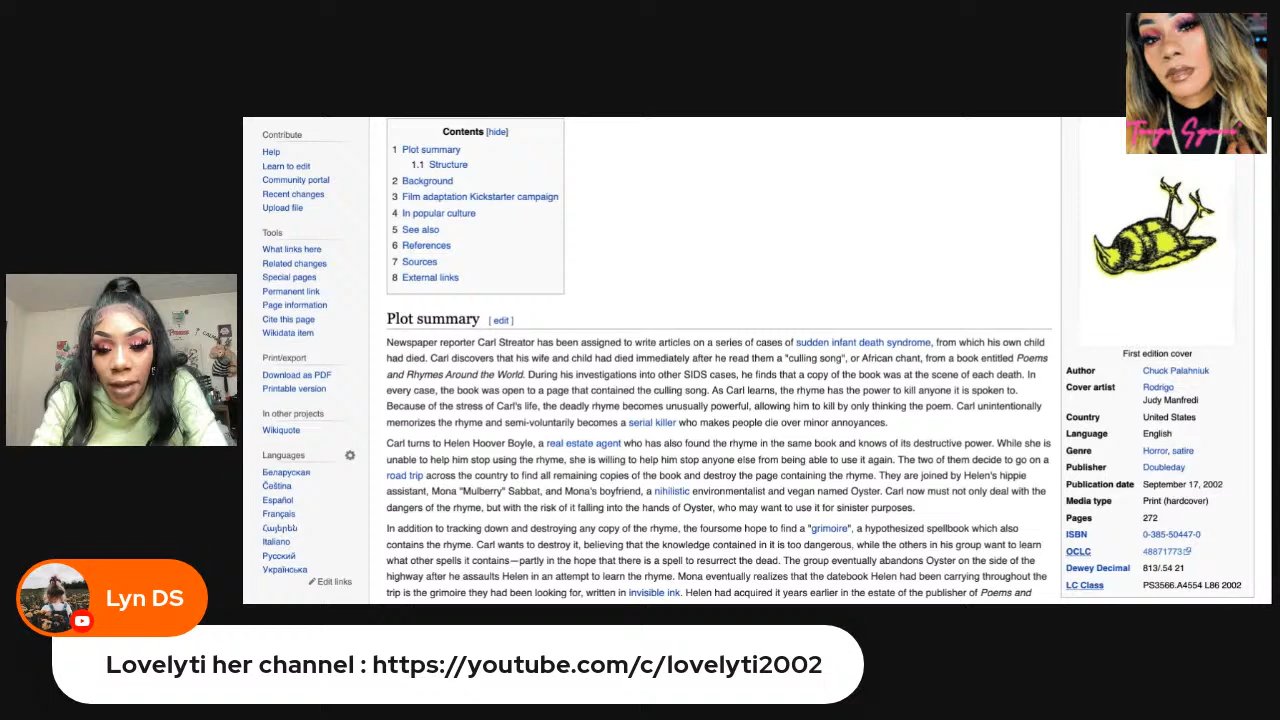 Contribute
Help
Learn to edit
Community portal
Recent changes
Upload file
Tools
What links here
Related changes
Special pages
Permanent link
Page information
Cite this page
Wikidata item
Print/export
Download as PDF
Printable version
In other projects
Wikiquote
Languages
Беларуская
Čeština
Español
Français
Հայերեն
Italiano
Русский
Українська
Edit links
Contents [hide]
1 Plot summary
1.1 Structure
2 Background
3 Film adaptation Kickstarter campaign
4 In popular culture
5 See also
6 References
7 Sources
8 External links
Plot summary [ edit ]
Newspaper reporter Carl Streator has been assigned to write articles on a series of cases of sudden infant death syndrome, from which his own child
had died. Carl discovers that his wife and child had died immediately after he read them a "culling song", or African chant, from a book entitled Poems
and Rhymes Around the World. During his investigations into other SIDS cases, he finds that a copy of the book was at the scene of each death. In
every case, the book was open to a page that contained the culling song. As Carl learns, the rhyme has the power to kill anyone it is spoken to.
Because of the stress of Carl's life, the deadly rhyme becomes unusually powerful, allowing him to kill by only thinking the poem. Carl unintentionally
memorizes the rhyme and semi-voluntarily becomes a serial killer who makes people die over minor annoyances.
Carl turns to Helen Hoover Boyle, a real estate agent who has also found the rhyme in the same book and knows of its destructive power. While she is
unable to help him stop using the rhyme, she is willing to help him stop anyone else from being able to use it again. The two of them decide to go on a
road trip across the country to find all remaining copies of the book and destroy the page containing the rhyme. They are joined by Helen's hippie
assistant, Mona "Mulberry" Sabbat, and Mona's boyfriend, a nihilistic environmentalist and vegan named Oyster. Carl now must not only deal with the
dangers of the rhyme, but with the risk of it falling into the hands of Oyster, who may want to use it for sinister purposes.
In addition to tracking down and destroying any copy of the rhyme, the foursome hope to find a "grimoire", a hypothesized spellbook which also
contains the rhyme. Carl wants to destroy it, believing that the knowledge contained in it is too dangerous, while the others in his group want to learn
what other spells it contains—partly in the hope that there is a spell to resurrect the dead. The group eventually abandons Oyster on the side of the
highway after he assaults Helen in an attempt to learn the rhyme. Mona eventually realizes that the datebook Helen had been carrying throughout the
trip is the grimoire they had been looking for, written in invisible ink. Helen had acquired it years earlier in the estate of the publisher of Poems and
First edition cover
Author Chuck Palahniuk
Cover artist Rodrigo
Judy Manfredi
Country United States
Language English
Genre Horror, satire
Publisher Doubleday
Publication date September 17, 2002
Media type Print (hardcover)
Pages 272
ISBN 0-385-50447-0
OCLC 48871773
Dewey Decimal 813/.54 21
LC Class PS3566.A4554 L86 2002
Lyn DS
Lovelyti her channel : https://youtube.com/c/lovelyti2002